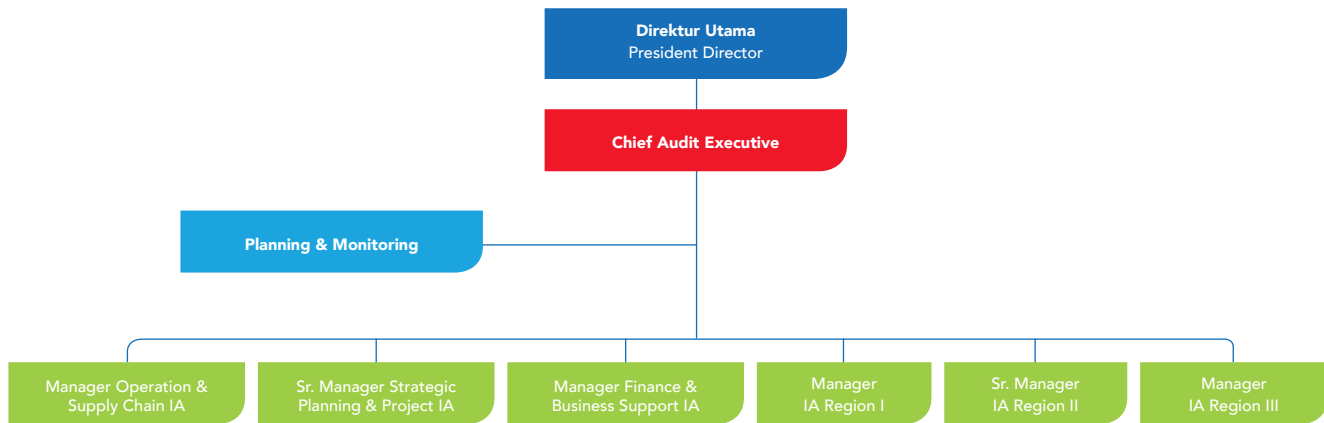 Direktur Utama
President Director
Chief Audit Executive
Planning & Monitoring
Manager Operation &
Supply Chain IA
Sr. Manager Strategic
Planning & Project IA
Manager Finance &
Business Support IA
Manager
IA Region I
Sr. Manager
IA Region II
Manager
IA Region III